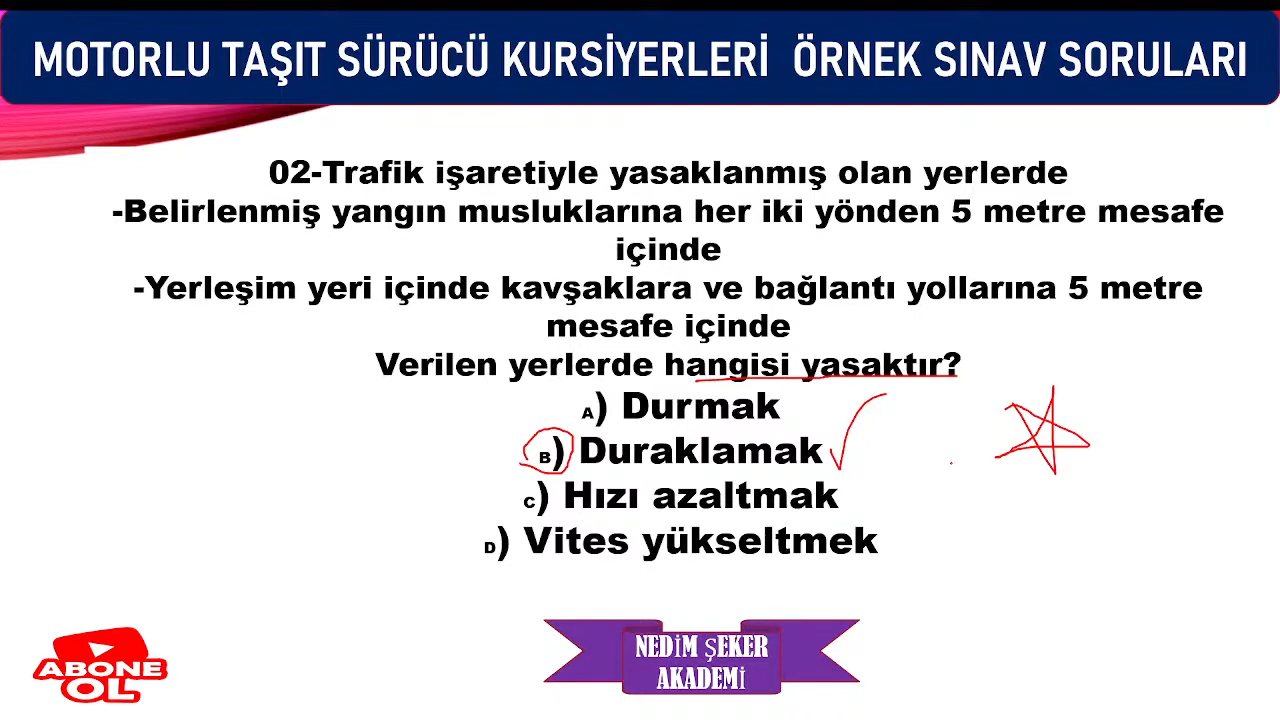 MOTORLU TAŞIT SÜRÜCÜ KURSİYERLERİ ÖRNEK SINAV SORULARI
02-Trafik işaretiyle yasaklanmış olan yerlerde
-Belirlenmiş yangın musluklarına her iki yönden 5 metre mesafe
içinde
-Yerleşim yeri içinde kavşaklara ve bağlantı yollarına 5 metre
mesafe içinde
Verilen yerlerde hangisi yasaktır?
A) Durmak
B) Duraklamak
C) Hızı azaltmak
D) Vites yükseltmek
ABONE
OL
NEDİM ŞEKER
AKADEMİ